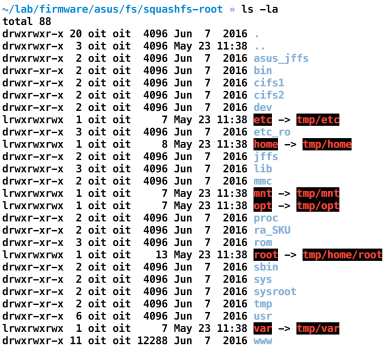 ~/lab/firmware/asus/fs/squashfs-root » ls -la
total 88
drwxrwxr-x 20 oit oit  4096 Jun  7  2016 .
drwxrwxr-x  3 oit oit  4096 May 23 11:38 ..
drwxr-xr-x  2 oit oit  4096 Jun  7  2016 asus_jffs
drwxr-xr-x  2 oit oit  4096 Jun  7  2016 bin
drwxr-xr-x  2 oit oit  4096 Jun  7  2016 cifs1
drwxr-xr-x  2 oit oit  4096 Jun  7  2016 cifs2
drwxr-xr-x  2 oit oit  4096 Jun  7  2016 dev
lrwxrwxrwx  1 oit oit     7 May 23 11:38 etc -> tmp/etc
drwxr-xr-x  3 oit oit  4096 Jun  7  2016 etc_ro
lrwxrwxrwx  1 oit oit     8 May 23 11:38 home -> tmp/home
drwxr-xr-x  2 oit oit  4096 Jun  7  2016 jffs
drwxr-xr-x  3 oit oit  4096 Jun  7  2016 lib
drwxr-xr-x  2 oit oit  4096 Jun  7  2016 mmc
lrwxrwxrwx  1 oit oit     7 May 23 11:38 mnt -> tmp/mnt
lrwxrwxrwx  1 oit oit     7 May 23 11:38 opt -> tmp/opt
drwxr-xr-x  2 oit oit  4096 Jun  7  2016 proc
drwxr-xr-x  2 oit oit  4096 Jun  7  2016 ra_SKU
drwxr-xr-x  3 oit oit  4096 Jun  7  2016 rom
lrwxrwxrwx  1 oit oit    13 May 23 11:38 root -> tmp/home/root
drwxr-xr-x  2 oit oit  4096 Jun  7  2016 sbin
drwxr-xr-x  2 oit oit  4096 Jun  7  2016 sys
drwxr-xr-x  2 oit oit  4096 Jun  7  2016 sysroot
drwxr-xr-x  2 oit oit  4096 Jun  7  2016 tmp
drwxr-xr-x  6 oit oit  4096 Jun  7  2016 usr
lrwxrwxrwx  1 oit oit     7 May 23 11:38 var -> tmp/var
drwxr-xr-x 11 oit oit 12288 Jun  7  2016 www